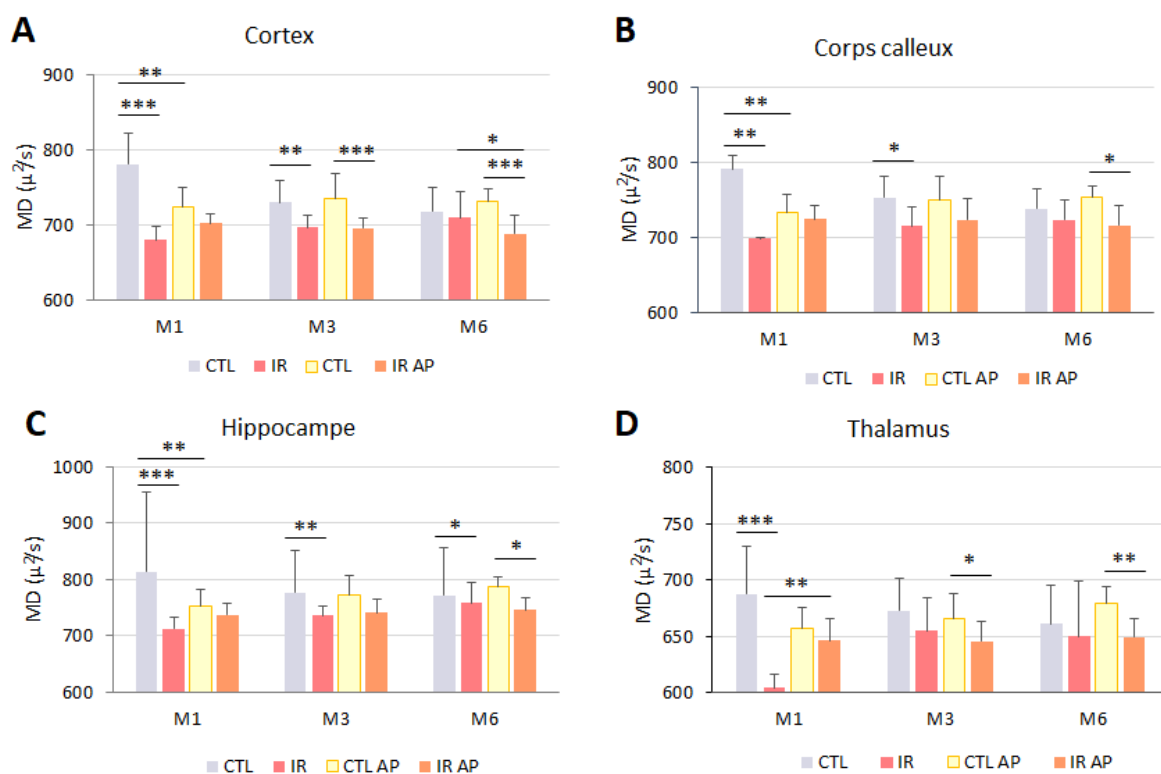 A
Cortex
** 
***
**
***
*
***
MD (µ²/s)
900
800
700
600
M1 M3 M6
CTL IR CTL IR AP
B
Corps calleux
**
**
*
*
MD (µ²/s)
900
800
700
600
M1 M3 M6
CTL IR CTL AP IR AP
C
Hippocampe
**
***
**
*
*
MD (µ²/s)
1000
900
800
700
600
M1 M3 M6
CTL IR CTL AP IR AP
D
Thalamus
***
**
*
**
MD (µ²/s)
800
750
700
650
600
M1 M3 M6
CTL IR CTL AP IR AP